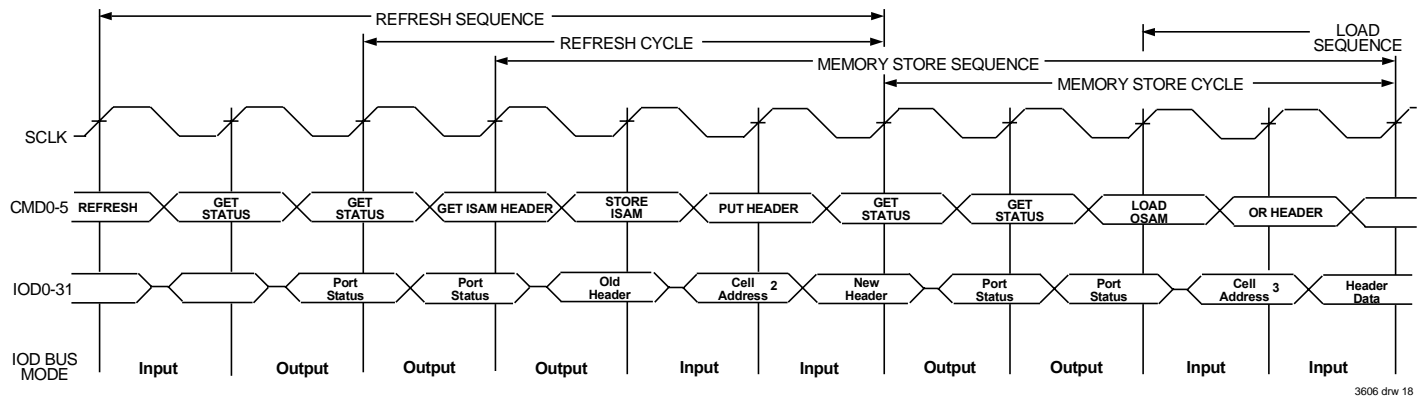 REFRESH SEQUENCE
REFRESH CYCLE
LOAD
SEQUENCE
MEMORY STORE SEQUENCE
MEMORY STORE CYCLE
SCLK
CMD0-5 REFRESH GET STATUS GET STATUS GET ISAM HEADER STORE ISAM PUT HEADER GET STATUS GET STATUS LOAD OSAM OR HEADER
IOD0-31 Port Status Port Status Old Header Cell Address 2 New Header Port Status Port Status Cell Address 3 Header Data
IOD BUS
MODE Input Output Output Output Input Input Output Output Input Input
3606 drw 18